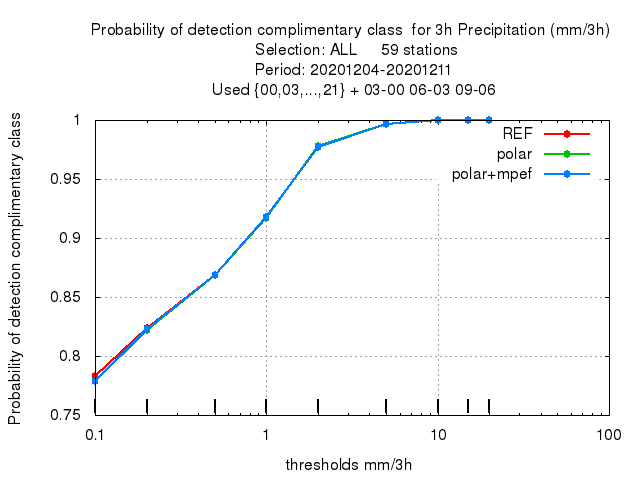 Probability of detection complimentary class  for 3h Precipitation (mm/3h)
Selection: ALL     59 stations
Period: 20201204-20201211
Used {00,03,...,21} + 03-00 06-03 09-06
Probability of detection complimentary class
1
0.95
0.9
0.85
0.8
0.75
REF
polar
polar+mpef
0.1
1
10
100
thresholds mm/3h